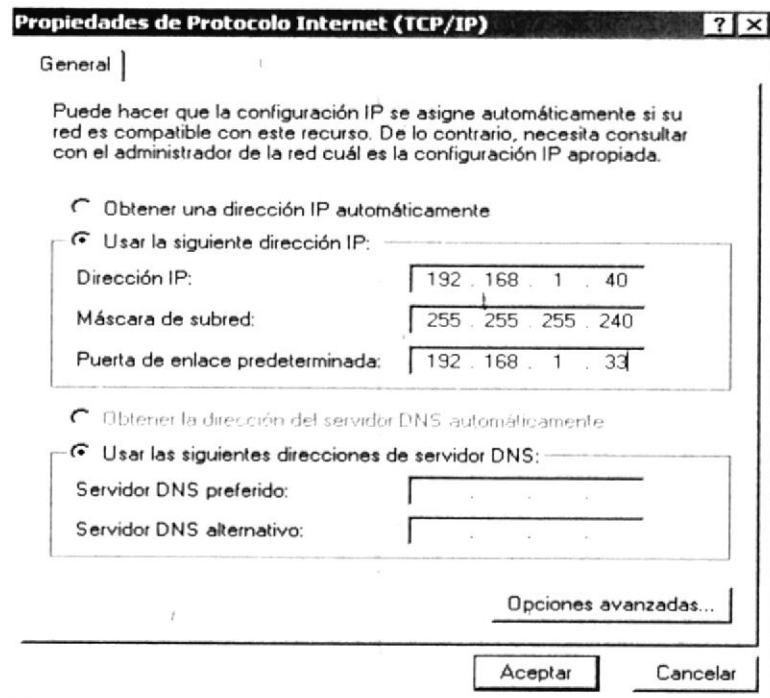 Propiedades de Protocolo Internet (TCP/IP)
General
Puede hacer que la configuración IP se asigne automáticamente si su
red es compatible con este recurso. De lo contrario, necesita consultar
con el administrador de la red cuál es la configuración IP apropiada.
Obtener una dirección IP automáticamente
Usar la siguiente dirección IP:
Dirección IP: 192 . 168 . 1 . 40
Máscara de subred: 255 . 255 . 255 . 240
Puerta de enlace predeterminada: 192 . 168 . 1 . 33
Obtener la dirección del servidor DNS automáticamente
Usar las siguientes direcciones de servidor DNS:
Servidor DNS preferido: . . .
Servidor DNS alternativo: . . .
Opciones avanzadas...
Aceptar Cancelar